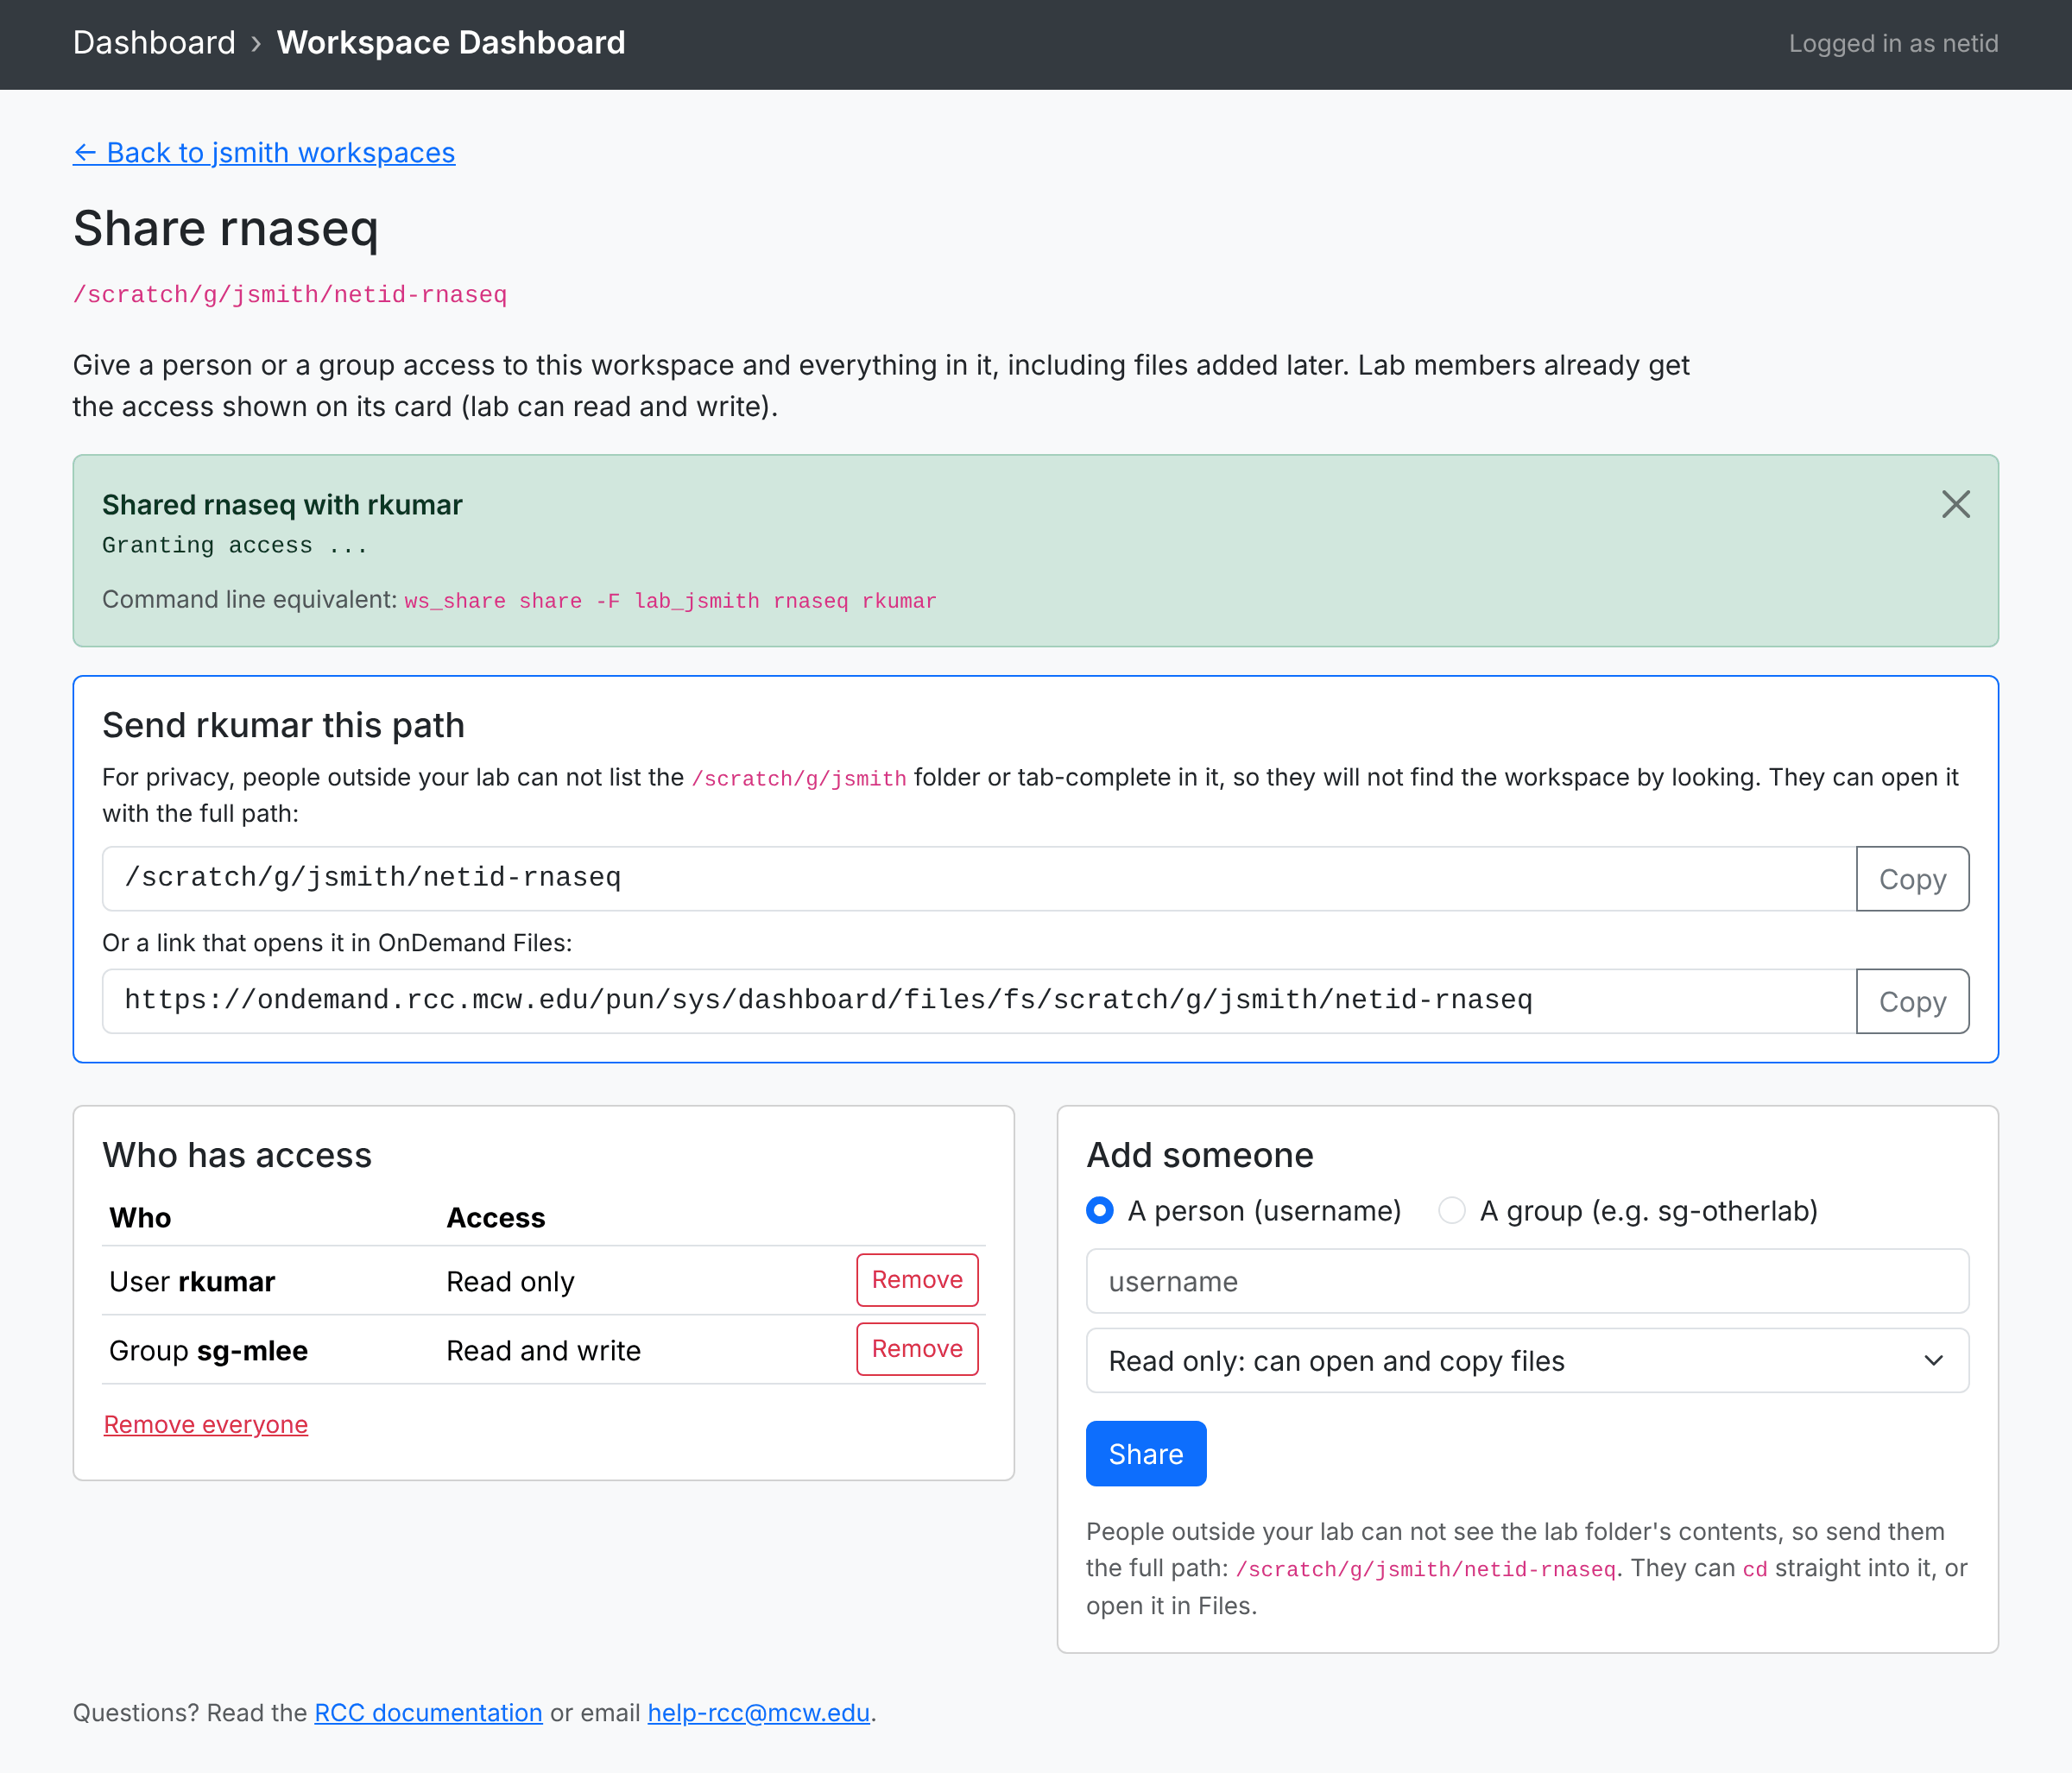 Dashboard › Workspace Dashboard
Logged in as netid
← Back to jsmith workspaces
Share rnaseq
/scratch/g/jsmith/netid-rnaseq
Give a person or a group access to this workspace and everything in it, including files added later. Lab members already get
the access shown on its card (lab can read and write).
Shared rnaseq with rkumar
Granting access ...
Command line equivalent: ws_share share -F lab_jsmith rnaseq rkumar
Send rkumar this path
For privacy, people outside your lab can not list the /scratch/g/jsmith folder or tab-complete in it, so they will not find the workspace by looking. They can open it
with the full path:
/scratch/g/jsmith/netid-rnaseq
Copy
Or a link that opens it in OnDemand Files:
https://ondemand.rcc.mcw.edu/pun/sys/dashboard/files/fs/scratch/g/jsmith/netid-rnaseq
Copy
Who has access
Who Access
User rkumar Read only Remove
Group sg-mlee Read and write Remove
Remove everyone
Add someone
A person (username) A group (e.g. sg-otherlab)
username
Read only: can open and copy files
Share
People outside your lab can not see the lab folder's contents, so send them
the full path: /scratch/g/jsmith/netid-rnaseq. They can cd straight into it, or
open it in Files.
Questions? Read the RCC documentation or email help-rcc@mcw.edu.